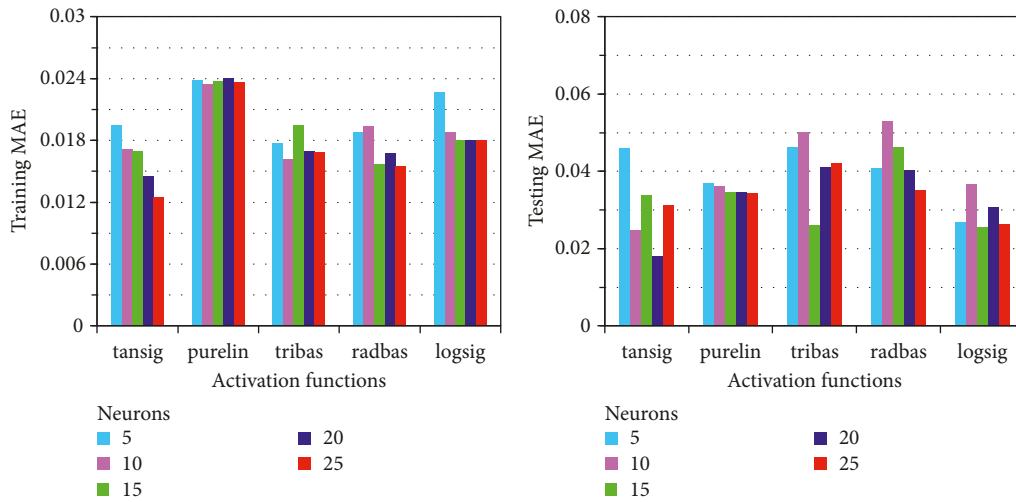 0.03
0.024
0.018
0.012
0.006
0
Training MAE
tansig purelin tribas radbas logsig
Activation functions
Neurons
5
10
15
20
25
0.08
0.06
0.04
0.02
0
Testing MAE
tansig purelin tribas radbas logsig
Activation functions
Neurons
5
10
15
20
25